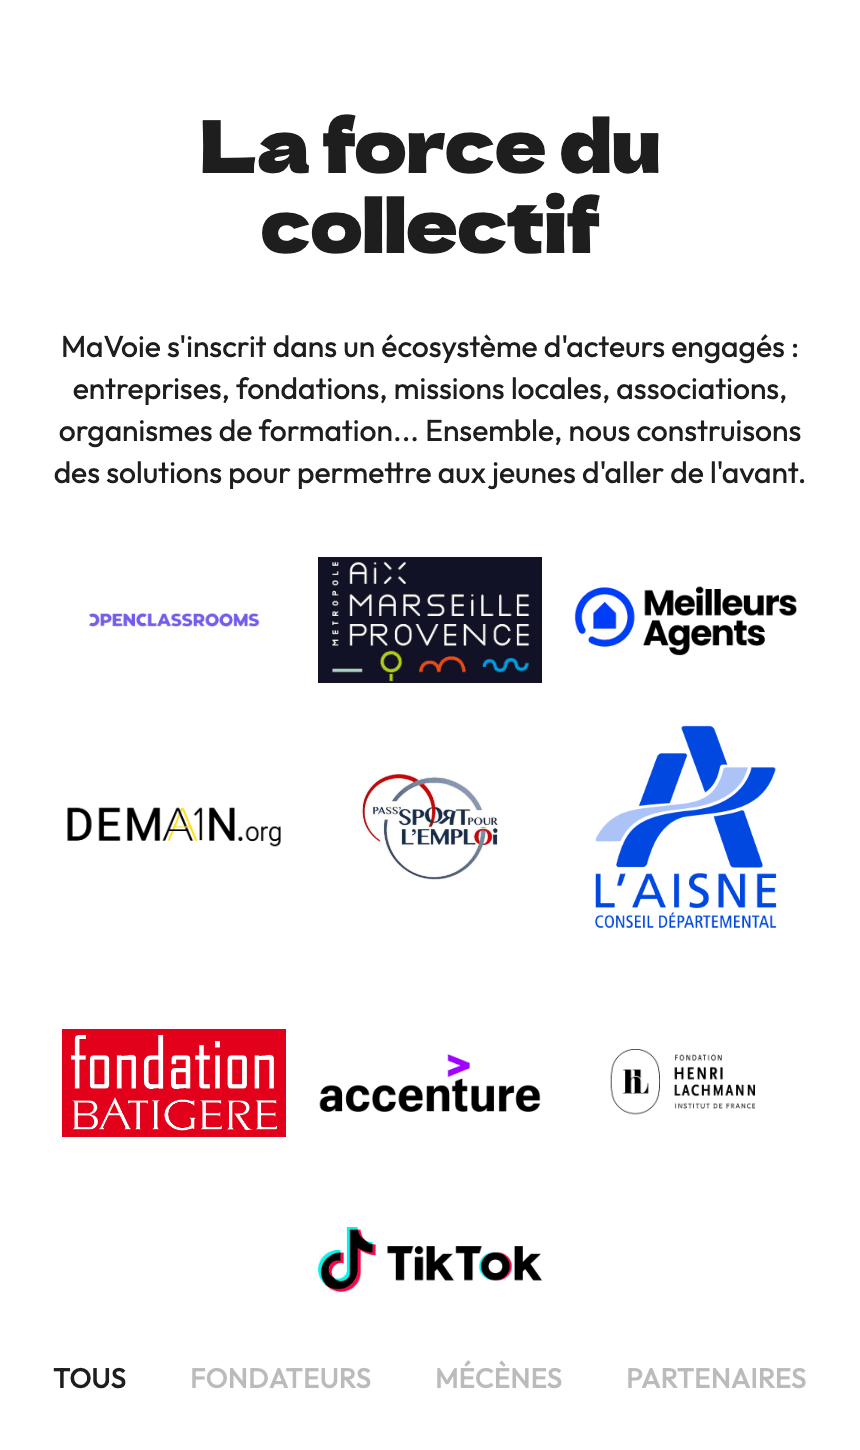 La force du
collectif
MaVoie s'inscrit dans un écosystème d'acteurs engagés :
entreprises, fondations, missions locales, associations,
organismes de formation... Ensemble, nous construisons
des solutions pour permettre aux jeunes d'aller de l'avant.
OPENCLASSROOMS
METROPOLE
AiX
MARSEiLLE
PROVENCE
Meilleurs
Agents
DEMA1N.org
PASS'SPORT POUR
L'EMPLOi
L'AISNE
CONSEIL DÉPARTEMENTAL
fondation
BATIGERE
accenture
HL
FONDATION
HENRI
LACHMANN
INSTITUT DE FRANCE
TikTok
TOUS FONDATEURS MÉCÈNES PARTENAIRES